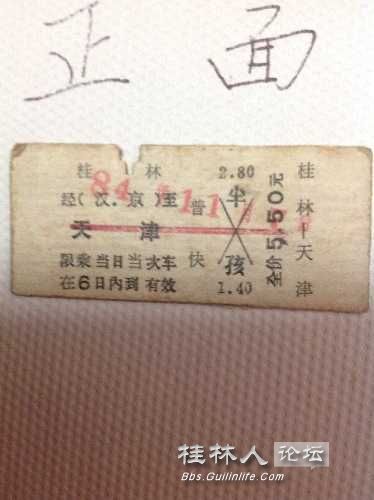 正 面
桂 林
经(汉.京)至
天 津
限乘当日当次车
在6日内到有效
普
快
2.80
半
孩
1.40
全价5.50元
桂林—天津
84 11
桂林人论坛
Bbs.Guilinlife.Com